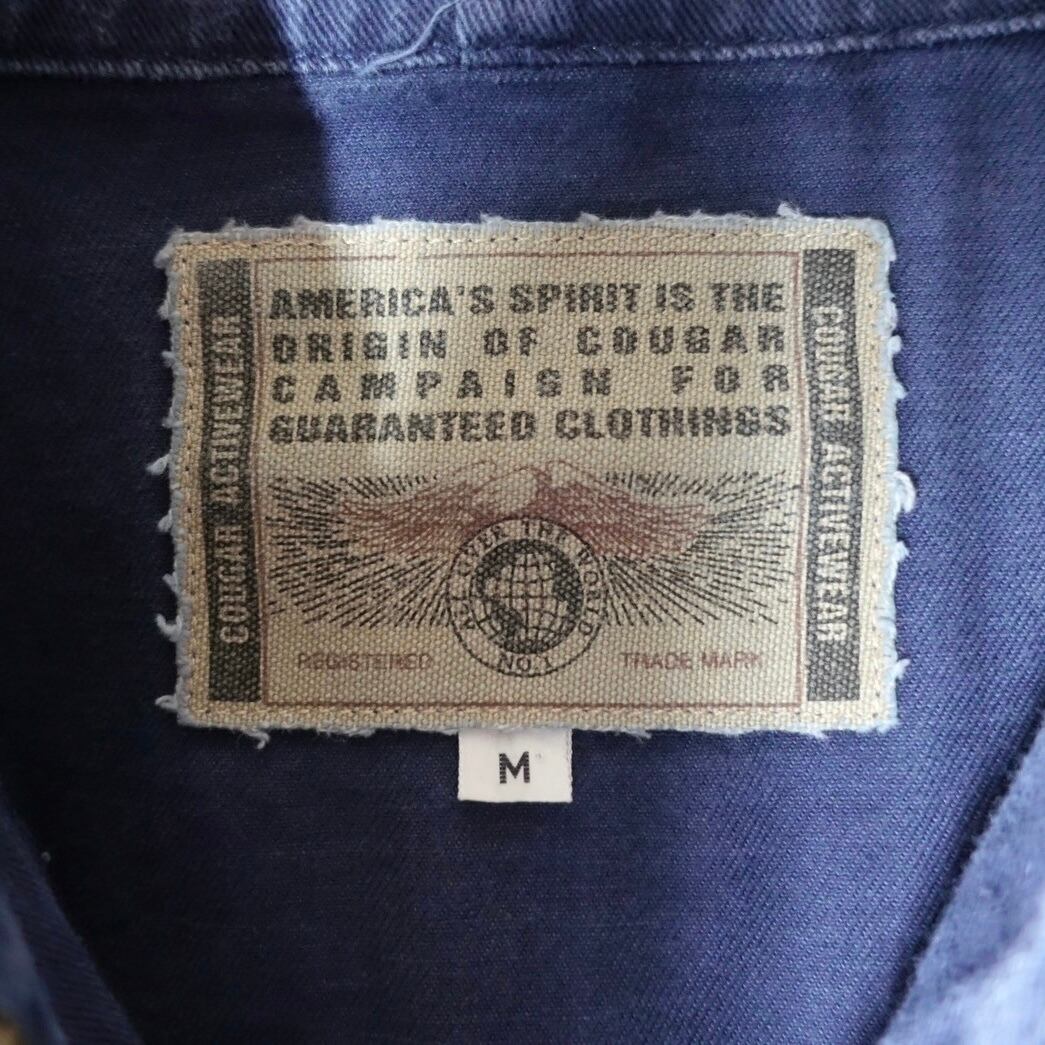 AMERICA'S SPIRIT IS THE
ORIGIN OF COUGAR
CAMPAIGN FOR
GUARANTEED CLOTHINGS
COUGAR ACTIVEWEAR
COUGAR ACTIVEWEAR
ALL OVER THE WORLD
NO.1
REGISTERED TRADE MARK
M